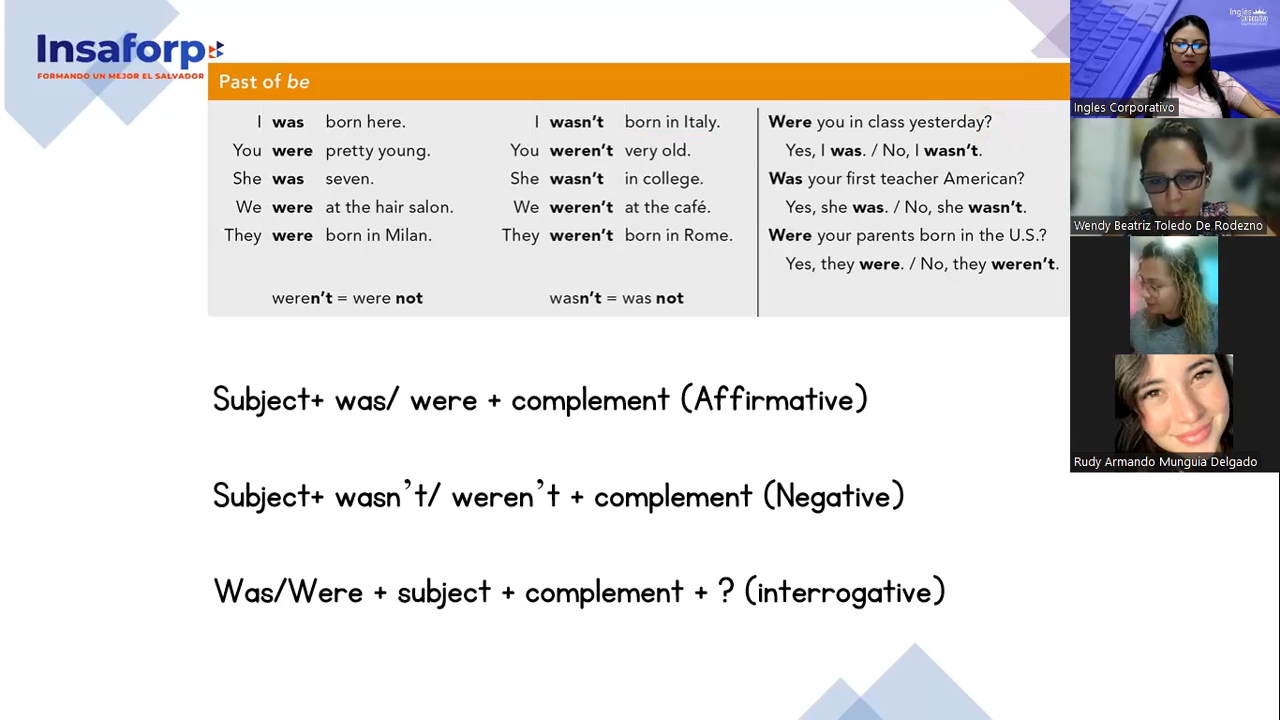 Insaforp
FORMANDO UN MEJOR EL SALVADOR
Past of be
I was born here.
You were pretty young.
She was seven.
We were at the hair salon.
They were born in Milan.
weren't = were not
I wasn't born in Italy.
You weren't very old.
She wasn't in college.
We weren't at the café.
They weren't born in Rome.
wasn't = was not
Were you in class yesterday?
Yes, I was. / No, I wasn't.
Was your first teacher American?
Yes, she was. / No, she wasn't.
Were your parents born in the U.S.?
Yes, they were. / No, they weren't.
Subject+ was/ were + complement (Affirmative)
Subject+ wasn't/ weren't + complement (Negative)
Was/Were + subject + complement + ? (interrogative)
Ingles Corporativo
Wendy Beatriz Toledo De Rodezno
Rudy Armando Munguia Delgado